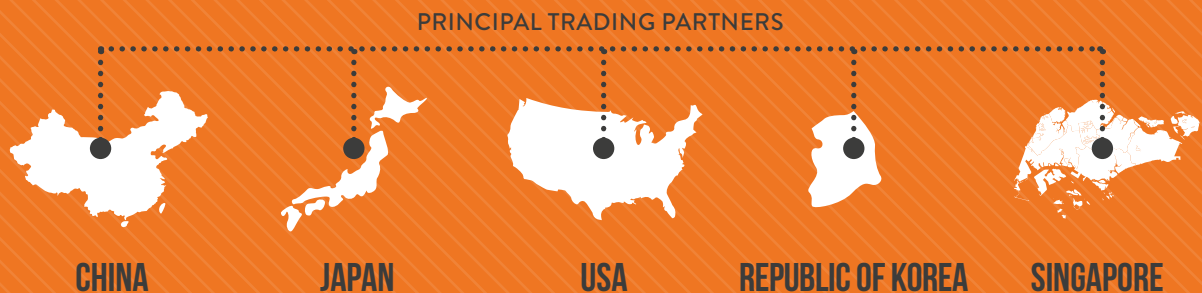 PRINCIPAL TRADING PARTNERS
CHINA
JAPAN
USA
REPUBLIC OF KOREA
SINGAPORE